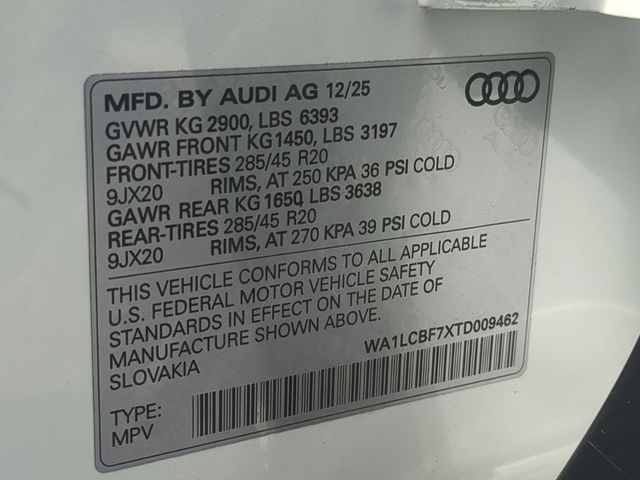 MFD. BY AUDI AG 12/25
GVWR KG 2900, LBS 6393
GAWR FRONT KG1450, LBS 3197
FRONT-TIRES 285/45 R20
9JX20 RIMS, AT 250 KPA 36 PSI COLD
GAWR REAR KG 1650, LBS 3638
REAR-TIRES 285/45 R20
9JX20 RIMS, AT 270 KPA 39 PSI COLD
THIS VEHICLE CONFORMS TO ALL APPLICABLE
U.S. FEDERAL MOTOR VEHICLE SAFETY
STANDARDS IN EFFECT ON THE DATE OF
MANUFACTURE SHOWN ABOVE.
WA1LCBF7XTD009462
SLOVAKIA
TYPE:
MPV